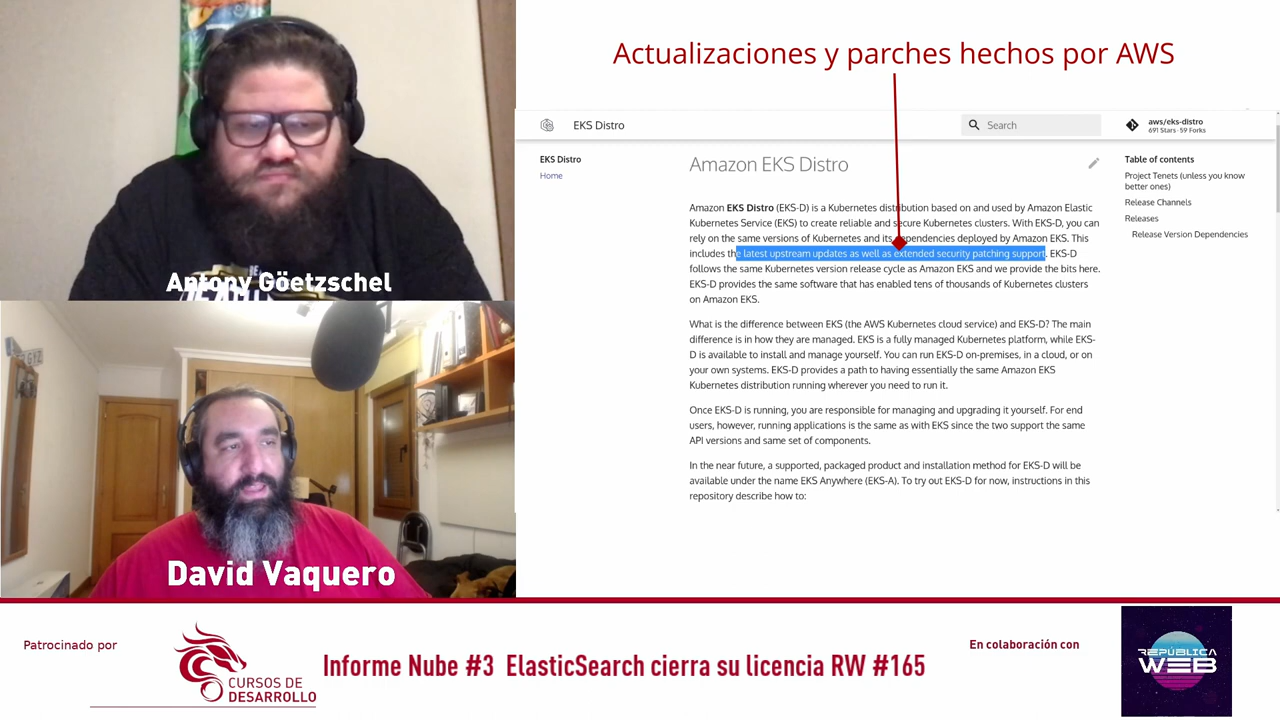 Actualizaciones y parches hechos por AWS
EKS Distro
Search
aws/eks-distro
691 Stars · 59 Forks
EKS Distro
Home
Amazon EKS Distro
Amazon EKS Distro (EKS-D) is a Kubernetes distribution based on and used by Amazon Elastic
Kubernetes Service (EKS) to create reliable and secure Kubernetes clusters. With EKS-D, you can
rely on the same versions of Kubernetes and its dependencies deployed by Amazon EKS. This
includes the latest upstream updates as well as extended security patching support. EKS-D
follows the same Kubernetes version release cycle as Amazon EKS and we provide the bits here.
EKS-D provides the same software that has enabled tens of thousands of Kubernetes clusters
on Amazon EKS.
What is the difference between EKS (the AWS Kubernetes cloud service) and EKS-D? The main
difference is in how they are managed. EKS is a fully managed Kubernetes platform, while EKS-
D is available to install and manage yourself. You can run EKS-D on-premises, in a cloud, or on
your own systems. EKS-D provides a path to having essentially the same Amazon EKS
Kubernetes distribution running wherever you need to run it.
Once EKS-D is running, you are responsible for managing and upgrading it yourself. For end
users, however, running applications is the same as with EKS since the two support the same
API versions and same set of components.
In the near future, a supported, packaged product and installation method for EKS-D will be
available under the name EKS Anywhere (EKS-A). To try out EKS-D for now, instructions in this
repository describe how to:
Table of contents
Project Tenets (unless you know
better ones)
Release Channels
Releases
Release Version Dependencies
Antony Göetzschel
David Vaquero
Patrocinado por
CURSOS DE
DESARROLLO
Informe Nube #3 ElasticSearch cierra su licencia RW #165
En colaboración con
REPÚBLICA
WEB